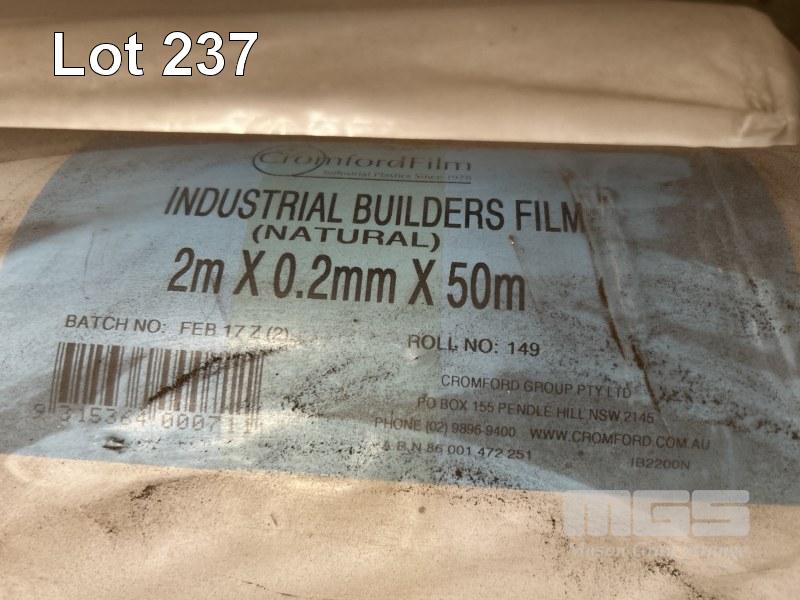 Lot 237
CromfordFilm
Industrial Plastics Since 1978
INDUSTRIAL BUILDERS FILM
(NATURAL)
2m X 0.2mm X 50m
BATCH NO: FEB 17 Z (2)
ROLL NO: 149
CROMFORD GROUP PTY LTD
PO BOX 155 PENDLE HILL NSW 2145
PHONE (02) 9896-9400 WWW.CROMFORD.COM.AU
A.B.N 86 001 472 251
IB2200N
MGS